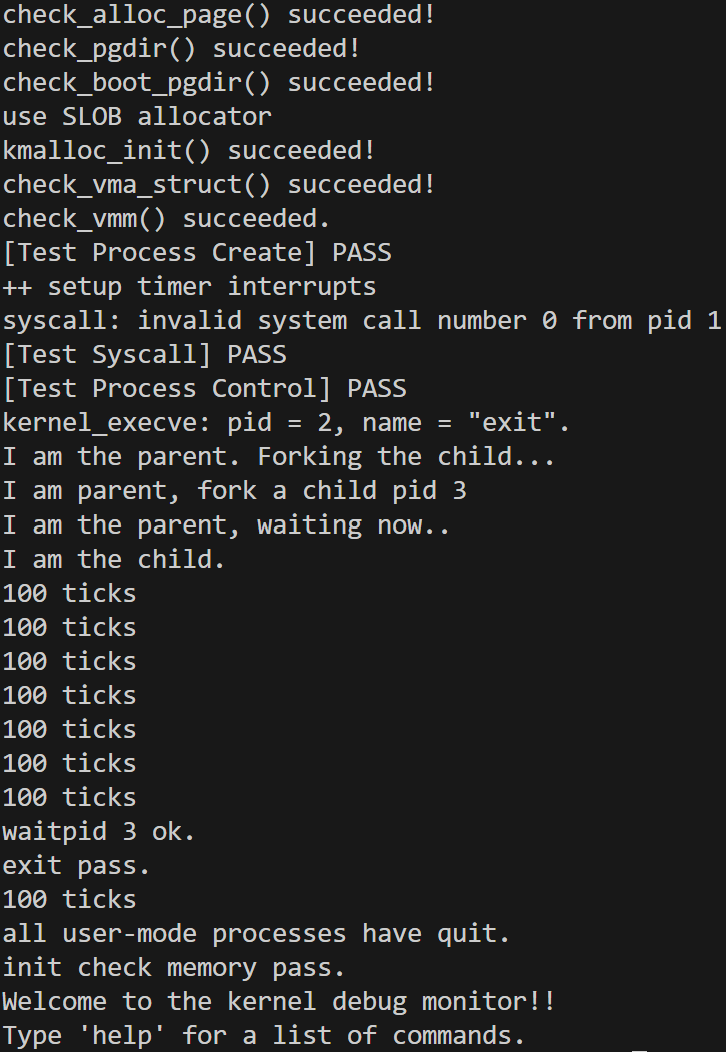 check_alloc_page() succeeded!
check_pgdir() succeeded!
check_boot_pgdir() succeeded!
use SLOB allocator
kmalloc_init() succeeded!
check_vma_struct() succeeded!
check_vmm() succeeded.
[Test Process Create] PASS
++ setup timer interrupts
syscall: invalid system call number 0 from pid 1
[Test Syscall] PASS
[Test Process Control] PASS
kernel_execve: pid = 2, name = "exit".
I am the parent. Forking the child...
I am parent, fork a child pid 3
I am the parent, waiting now..
I am the child.
100 ticks
100 ticks
100 ticks
100 ticks
100 ticks
100 ticks
100 ticks
waitpid 3 ok.
exit pass.
100 ticks
all user-mode processes have quit.
init check memory pass.
Welcome to the kernel debug monitor!!
Type 'help' for a list of commands.